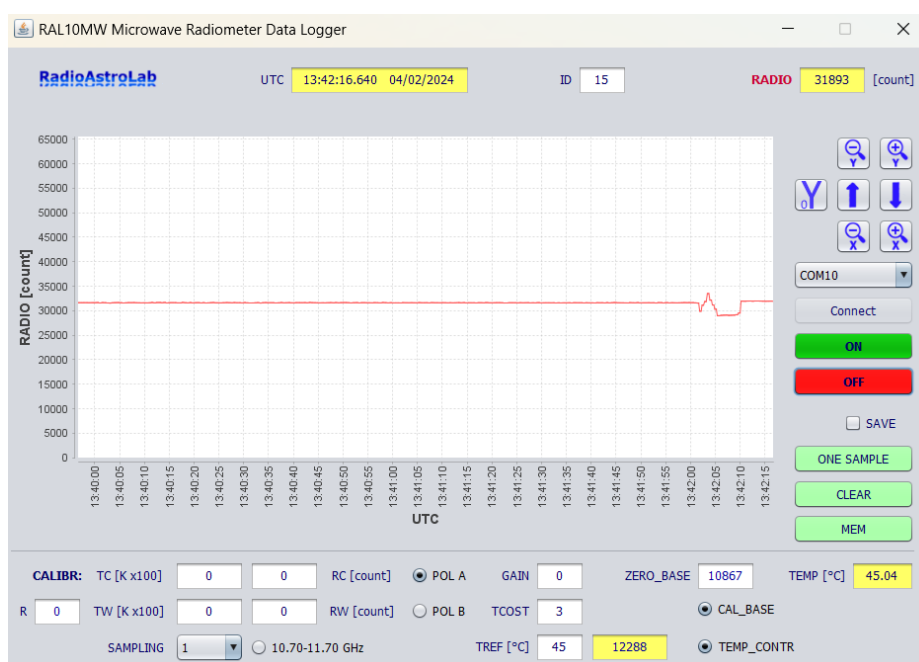 RAL10MW Microwave Radiometer Data Logger
RadioAstroLab UTC 13:42:16.640 04/02/2024 ID 15 RADIO 31893 [count]
65000
60000
55000
50000
45000
40000
35000
30000
25000
20000
15000
10000
5000
0
RADIO [count]
13:40:00 13:40:05 13:40:10 13:40:15 13:40:20 13:40:25 13:40:30 13:40:35 13:40:40 13:40:45 13:40:50 13:40:55 13:41:00 13:41:05 13:41:10 13:41:15 13:41:20 13:41:25 13:41:30 13:41:35 13:41:40 13:41:45 13:41:50 13:41:55 13:42:00 13:42:05 13:42:10 13:42:15
UTC
Y Y
Y 0
X X
COM10
Connect
ON
OFF
SAVE
ONE SAMPLE
CLEAR
MEM
CALIBR: TC [K x100] 0 0 RC [count] POL A GAIN 0 ZERO_BASE 10867 TEMP [°C] 45.04
R 0 TW [K x100] 0 0 RW [count] POL B TCOST 3 CAL_BASE
SAMPLING 1 10.70-11.70 GHz TREF [°C] 45 12288 TEMP_CONTR